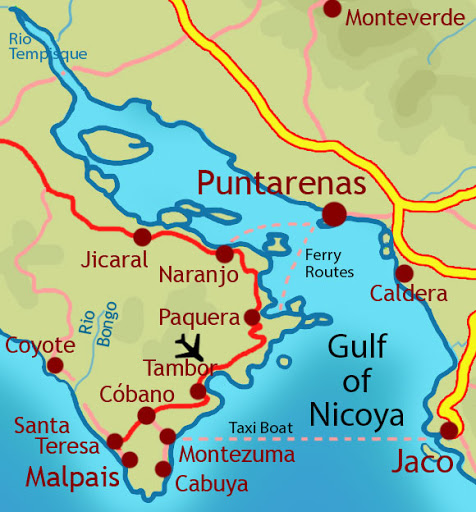 Monteverde
Rio
Tempisque
Puntarenas
Jicaral
Naranjo
Ferry
Routes
Caldera
Paquera
Rio
Bongo
Coyote
Tambor
Gulf
of
Nicoya
Cóbano
Santa
Teresa
Taxi Boat
Montezuma
Jaco
Malpais
Cabuya